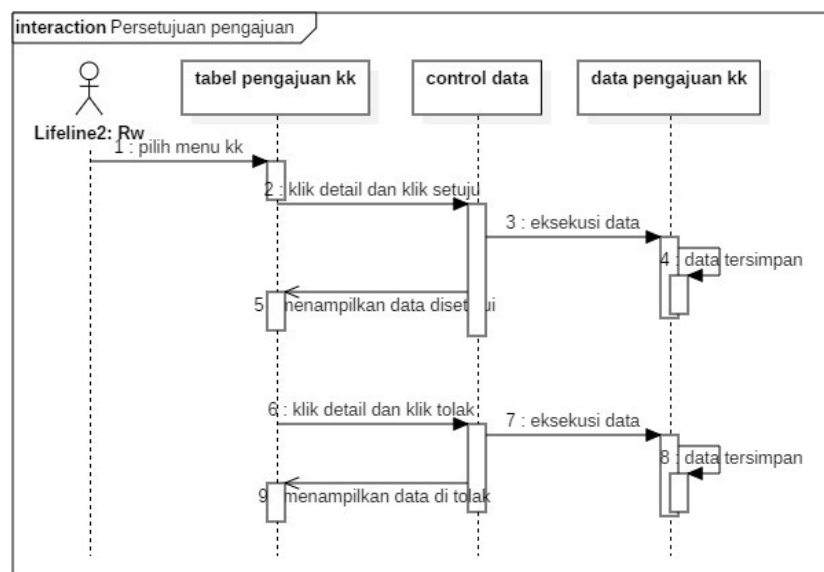 interaction Persetujuan pengajuan
tabel pengajuan kk
control data
data pengajuan kk
Lifeline2: Rw
1 : pilih menu kk
2 : klik detail dan klik setuju
3 : eksekusi data
4 : data tersimpan
5 : menampilkan data disetujui
6 : klik detail dan klik tolak
7 : eksekusi data
8 : data tersimpan
9 : menampilkan data di tolak